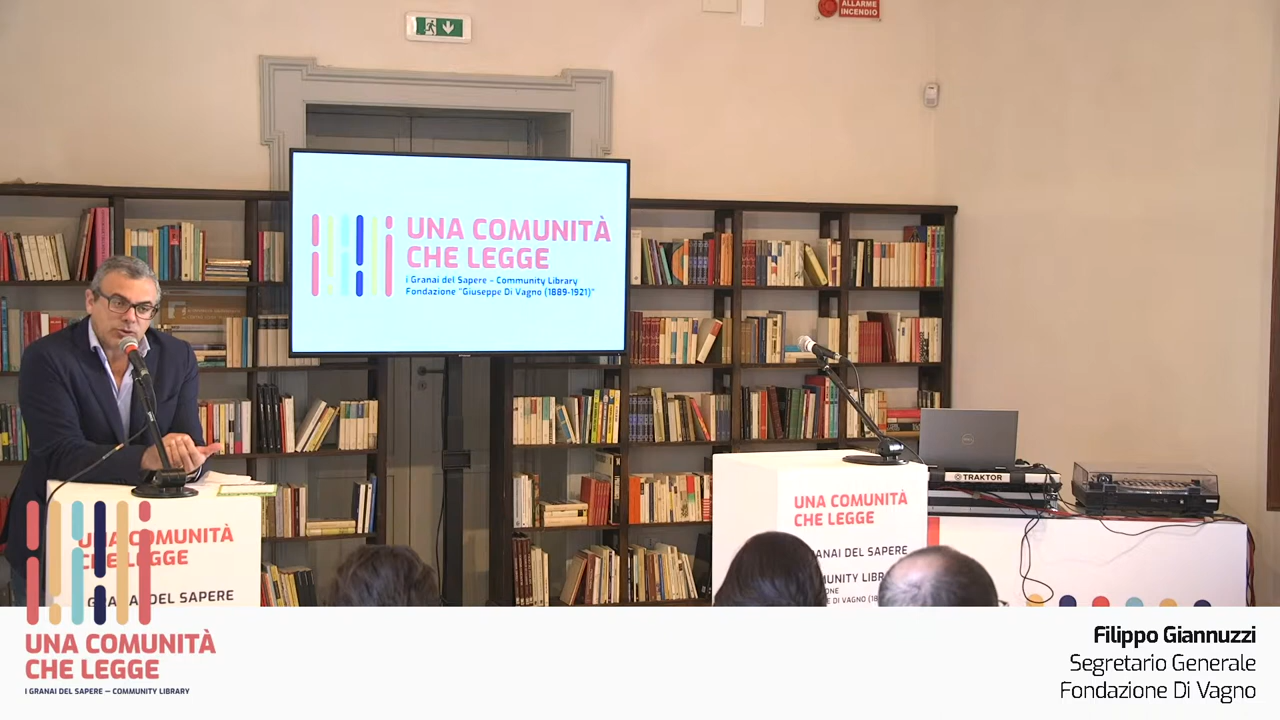 ALLARME
INCENDIO
UNA COMUNITÀ
CHE LEGGE
i Granai del Sapere - Community Library
Fondazione "Giuseppe Di Vagno (1889-1921)"
TRAKTOR
UNA COMUNITÀ
CHE LEGGE
GRANAI DEL SAPERE
UNA COMUNITÀ
CHE LEGGE
GRANAI DEL SAPERE
DI VAGNO
UNA COMUNITÀ
CHE LEGGE
I GRANAI DEL SAPERE — COMMUNITY LIBRARY
Filippo Giannuzzi
Segretario Generale
Fondazione Di Vagno